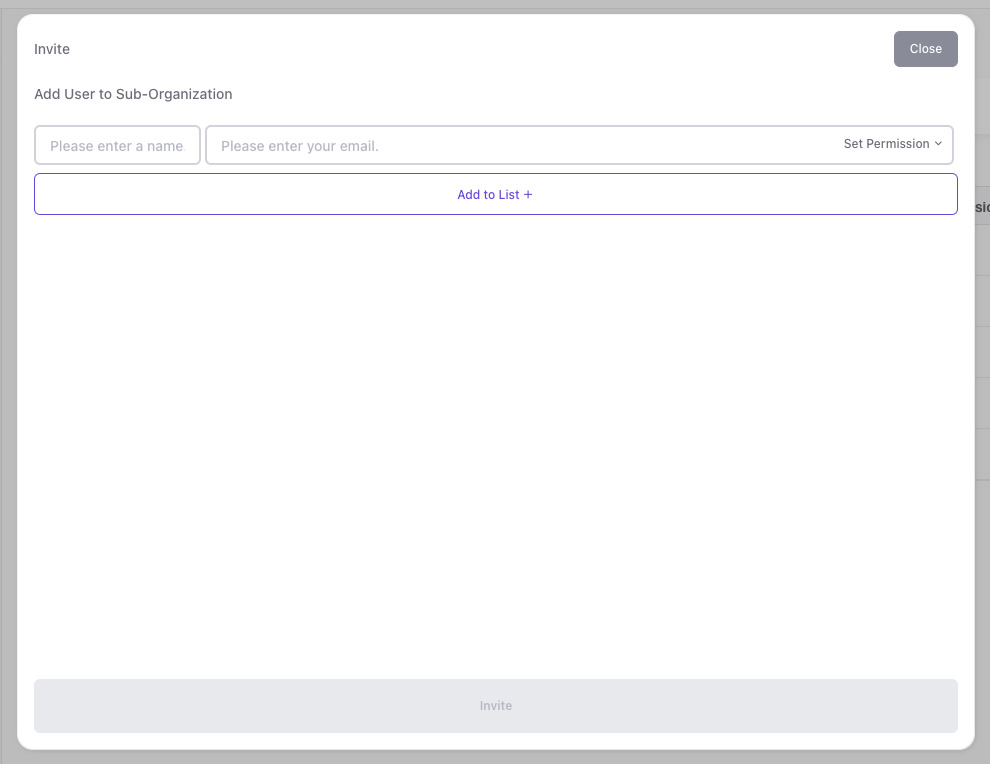 Invite
Close
Add User to Sub-Organization
Please enter a name.
Please enter your email.
Set Permission
Add to List +
Invite